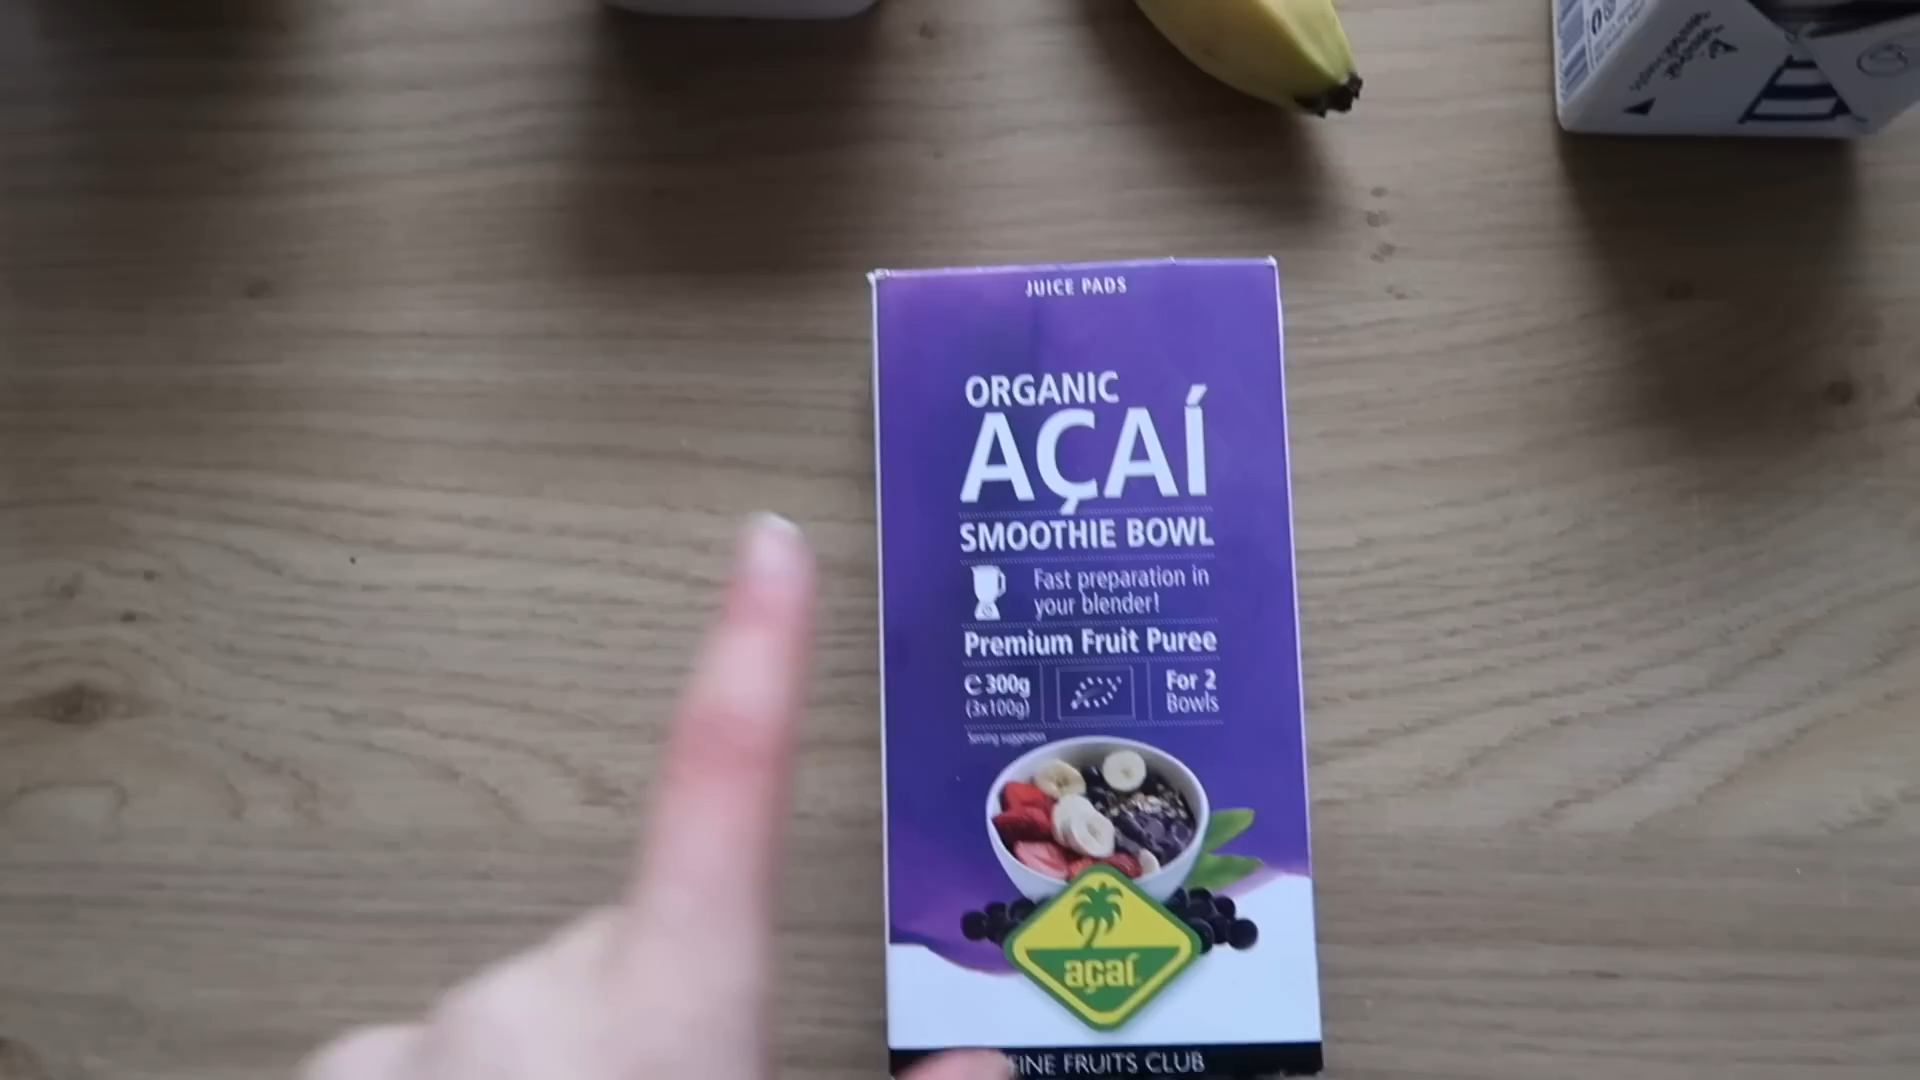 JUICE PADS
ORGANIC
AÇAÍ
SMOOTHIE BOWL
Fast preparation in
your blender!
Premium Fruit Puree
℮ 300g
(3x100g)
For 2
Bowls
Serving suggestion
açaí
FINE FRUITS CLUB